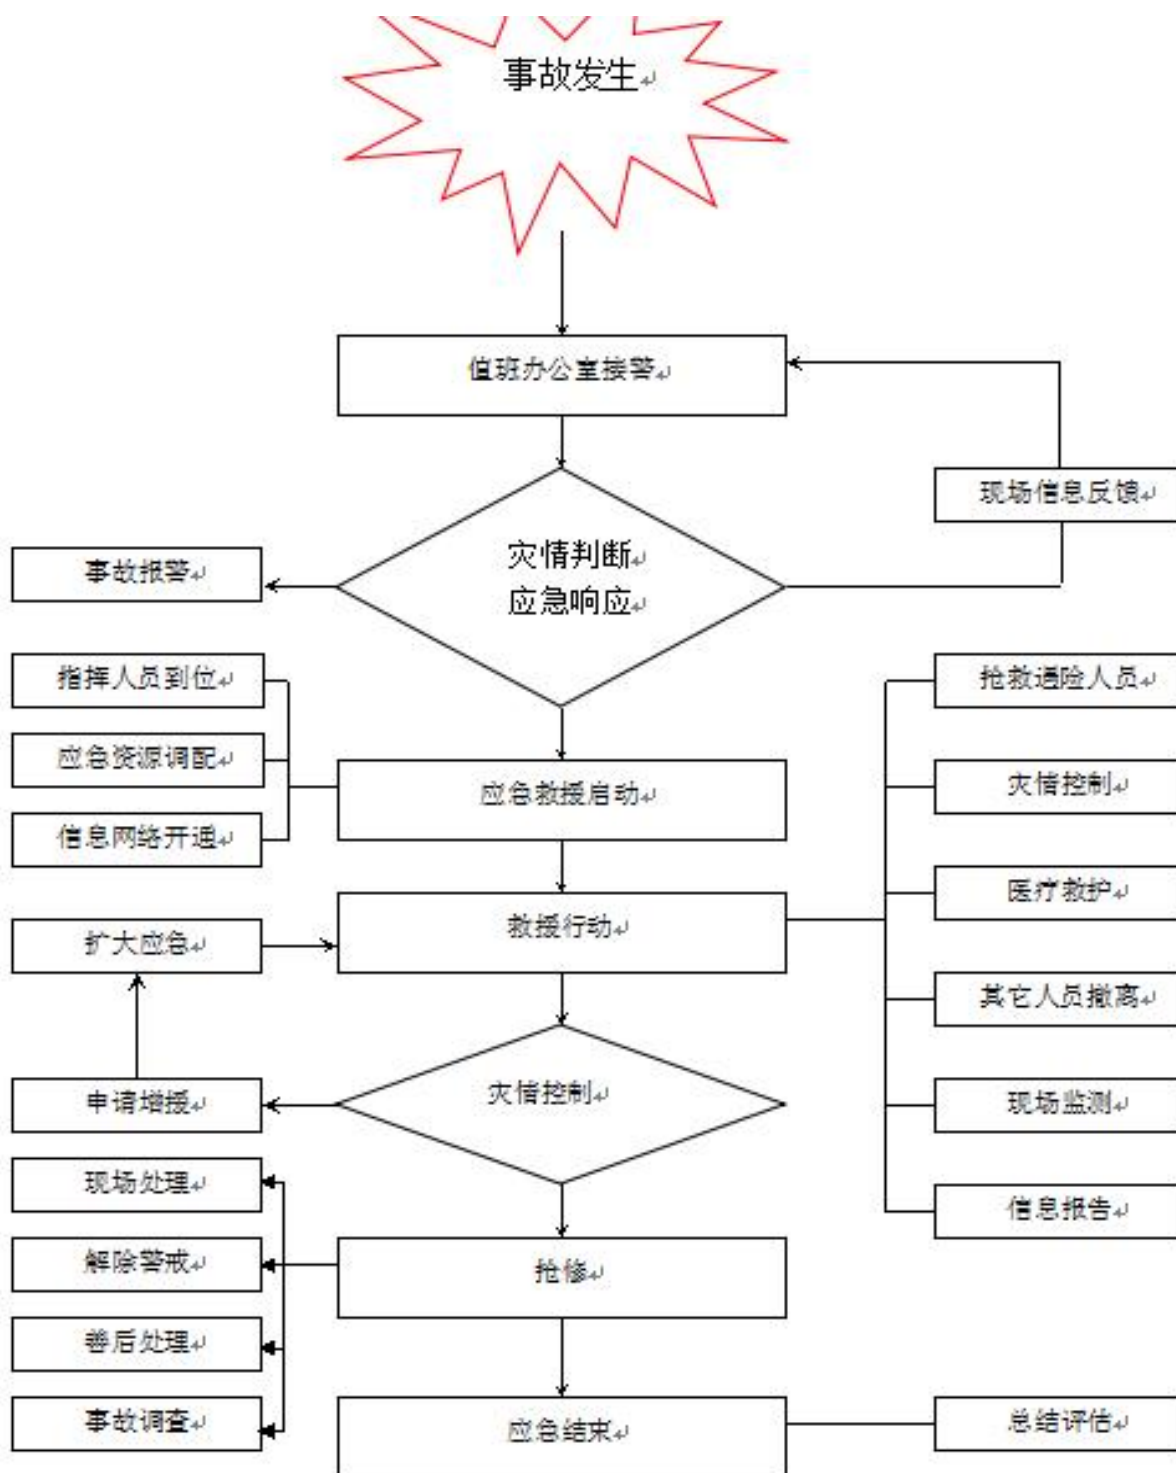 事故发生
值班办公室接警
现场信息反馈
灾情判断
应急响应
事故报警
指挥人员到位
应急资源调配
信息网络开通
应急救援启动
抢救遇险人员
灾情控制
医疗救护
其它人员撤离
现场监测
信息报告
救援行动
扩大应急
申请增援
灾情控制
现场处理
解除警戒
善后处理
事故调查
抢修
应急结束
总结评估